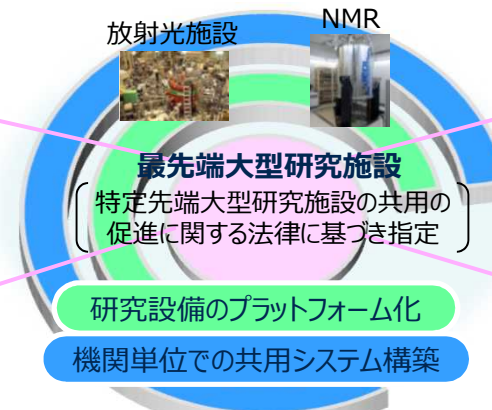 放射光施設
NMR
最先端大型研究施設
特定先端大型研究施設の共用の
促進に関する法律に基づき指定
研究設備のプラットフォーム化
機関単位での共用システム構築